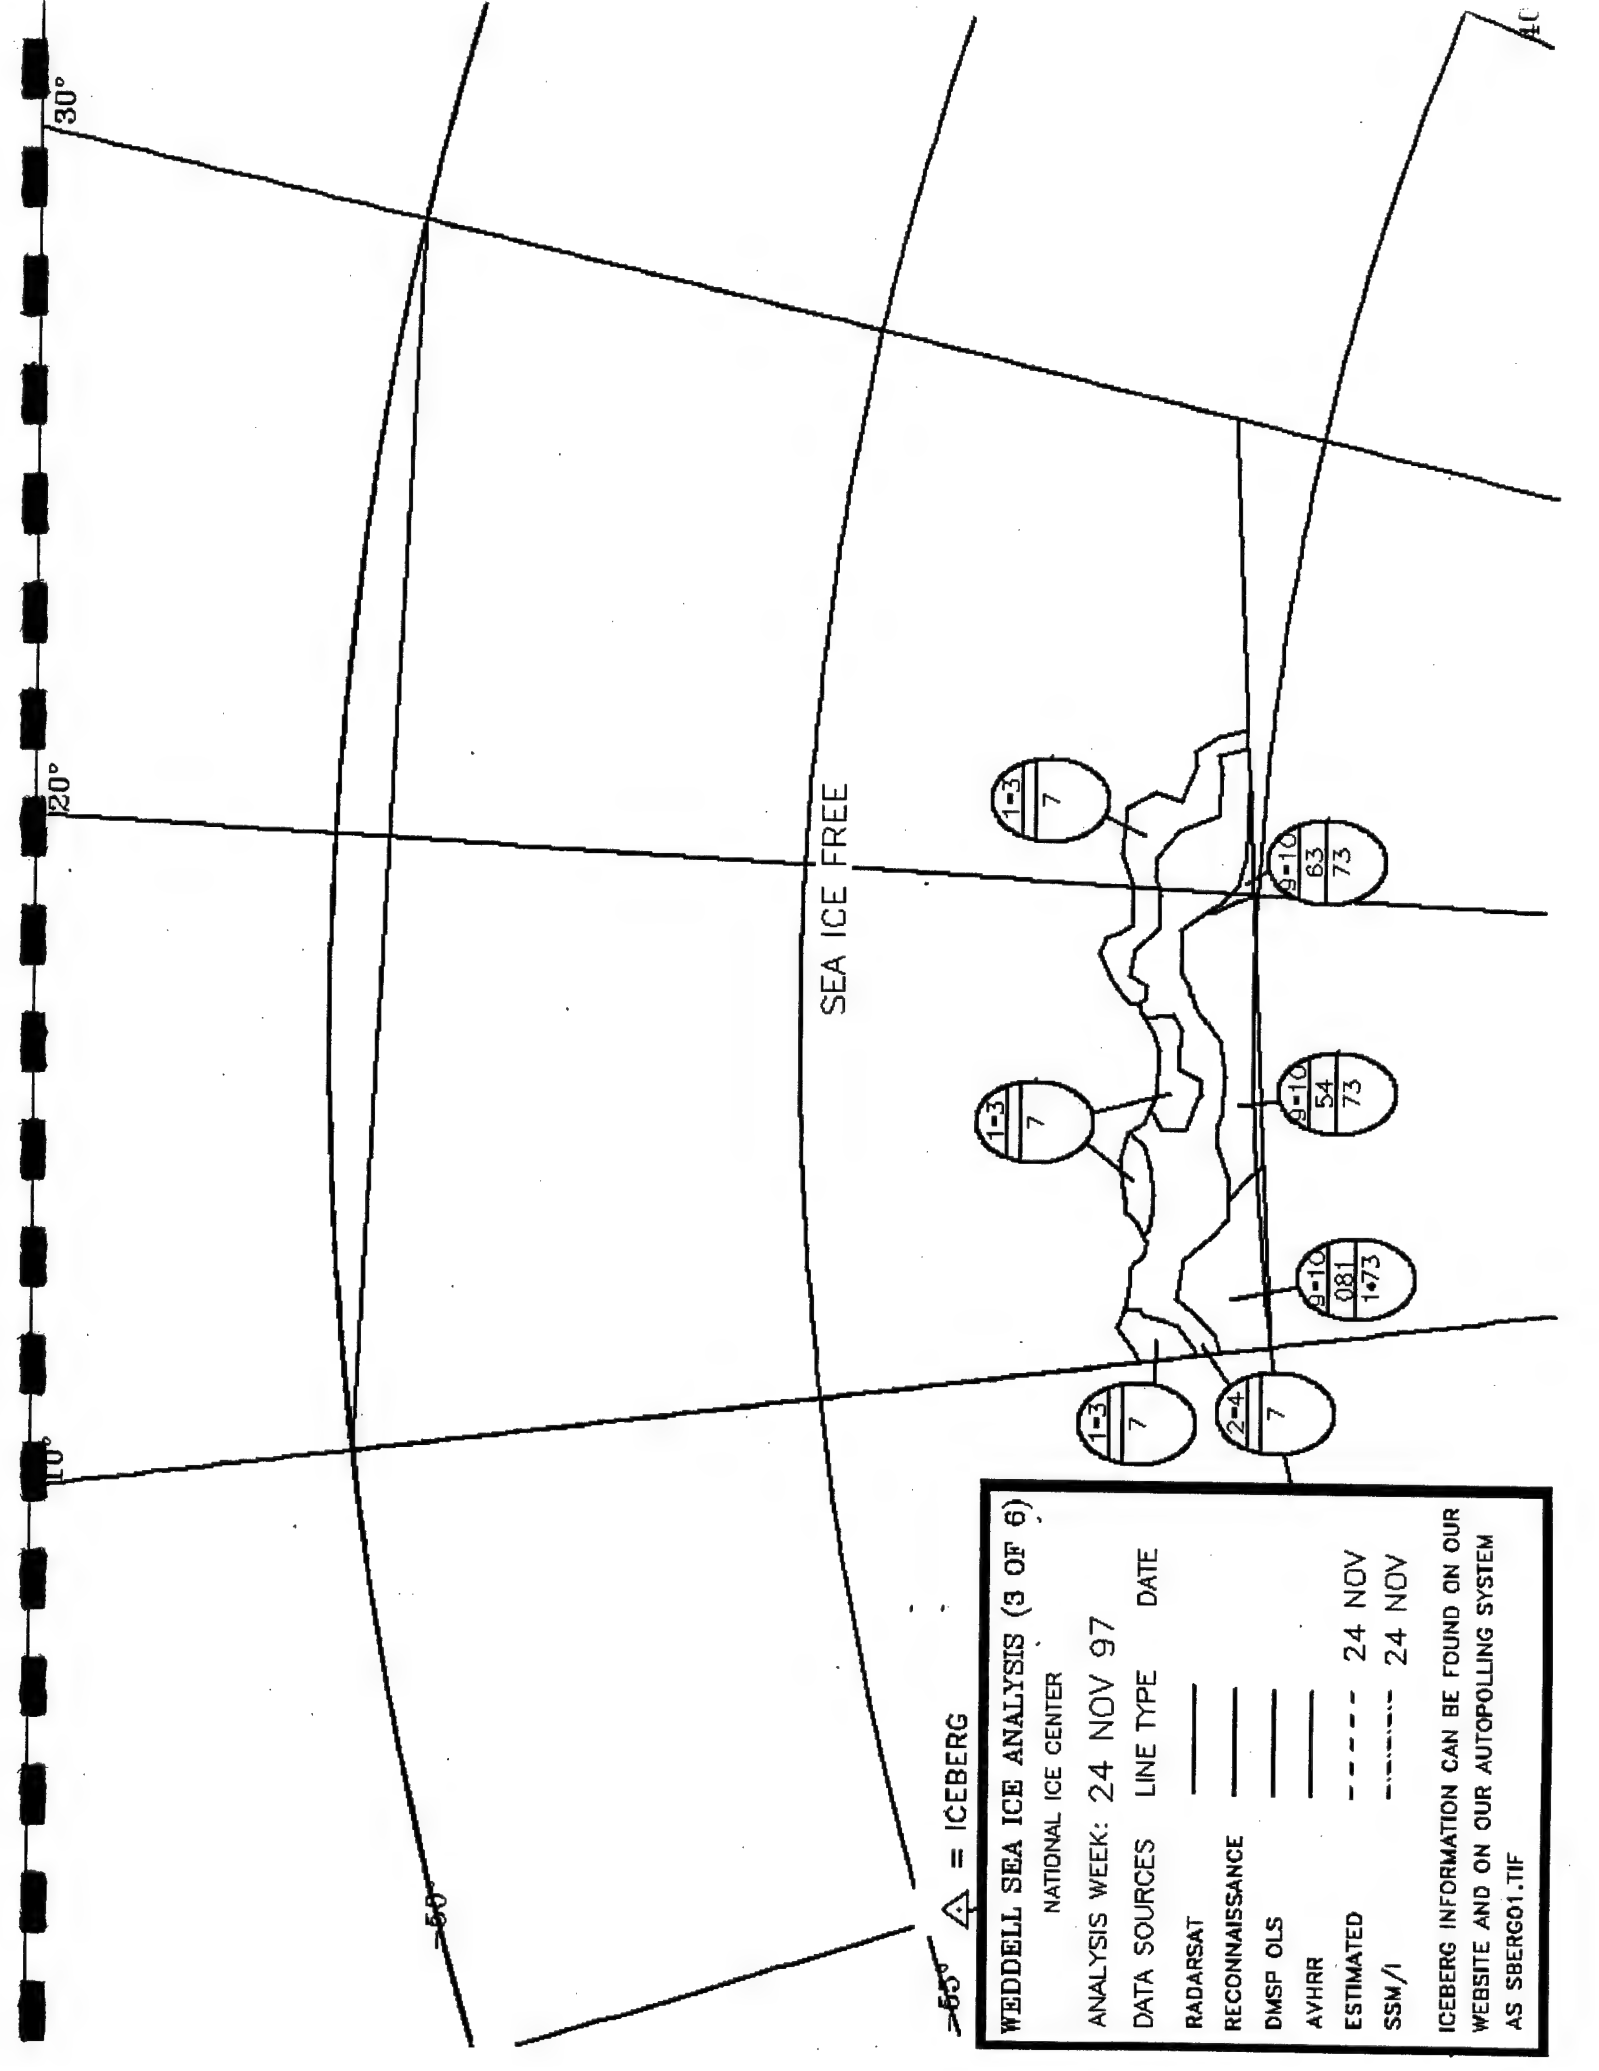 10°
20°
30°
-50°
SEA ICE FREE
-55°
40
1-3
7
1-3
7
1-3
7
2-4
7
9-10
081
1•73
9-10
54
73
9-10
63
73
= ICEBERG
WEDDELL SEA ICE ANALYSIS (3 OF 6)
NATIONAL ICE CENTER
ANALYSIS WEEK: 24 NOV 97
DATA SOURCES LINE TYPE DATE
RADARSAT
RECONNAISSANCE
DMSP OLS
AVHRR
ESTIMATED 24 NOV
SSM/I 24 NOV
ICEBERG INFORMATION CAN BE FOUND ON OUR
WEBSITE AND ON OUR AUTOPOLLING SYSTEM
AS SBERG01.TIF